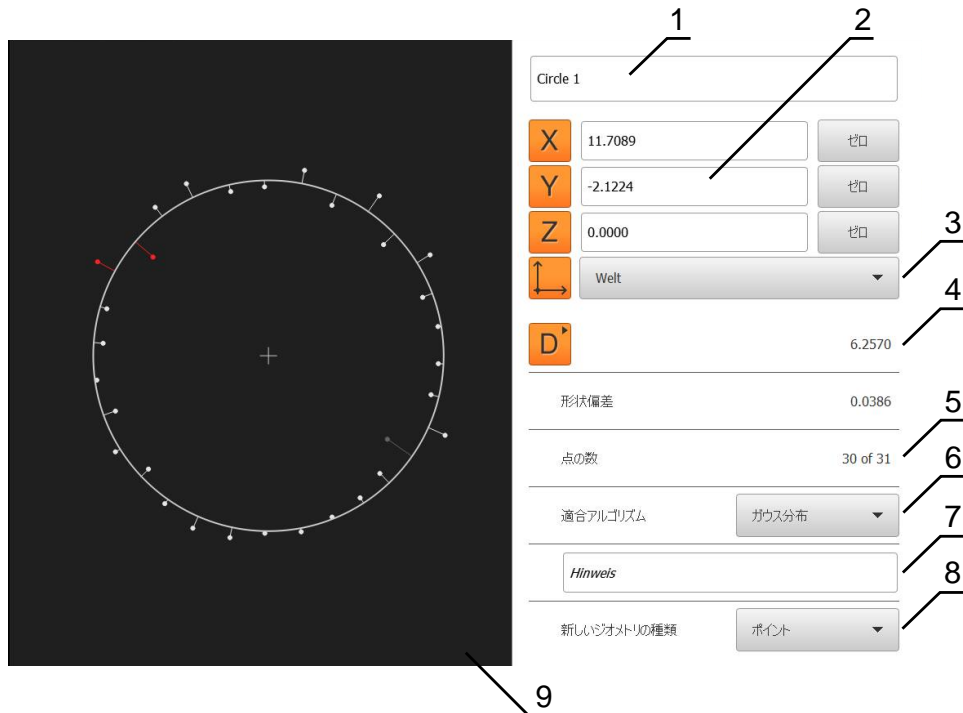 1
2
Circle 1
X 11.7089 ゼロ
Y -2.1224 ゼロ
Z 0.0000 ゼロ
3
Welt
4
D 6.2570
形状偏差 0.0386
5
点の数 30 of 31
6
適合アルゴリズム ガウス分布
7
Hinweis
8
新しいジオメトリの種類 ポイント
9